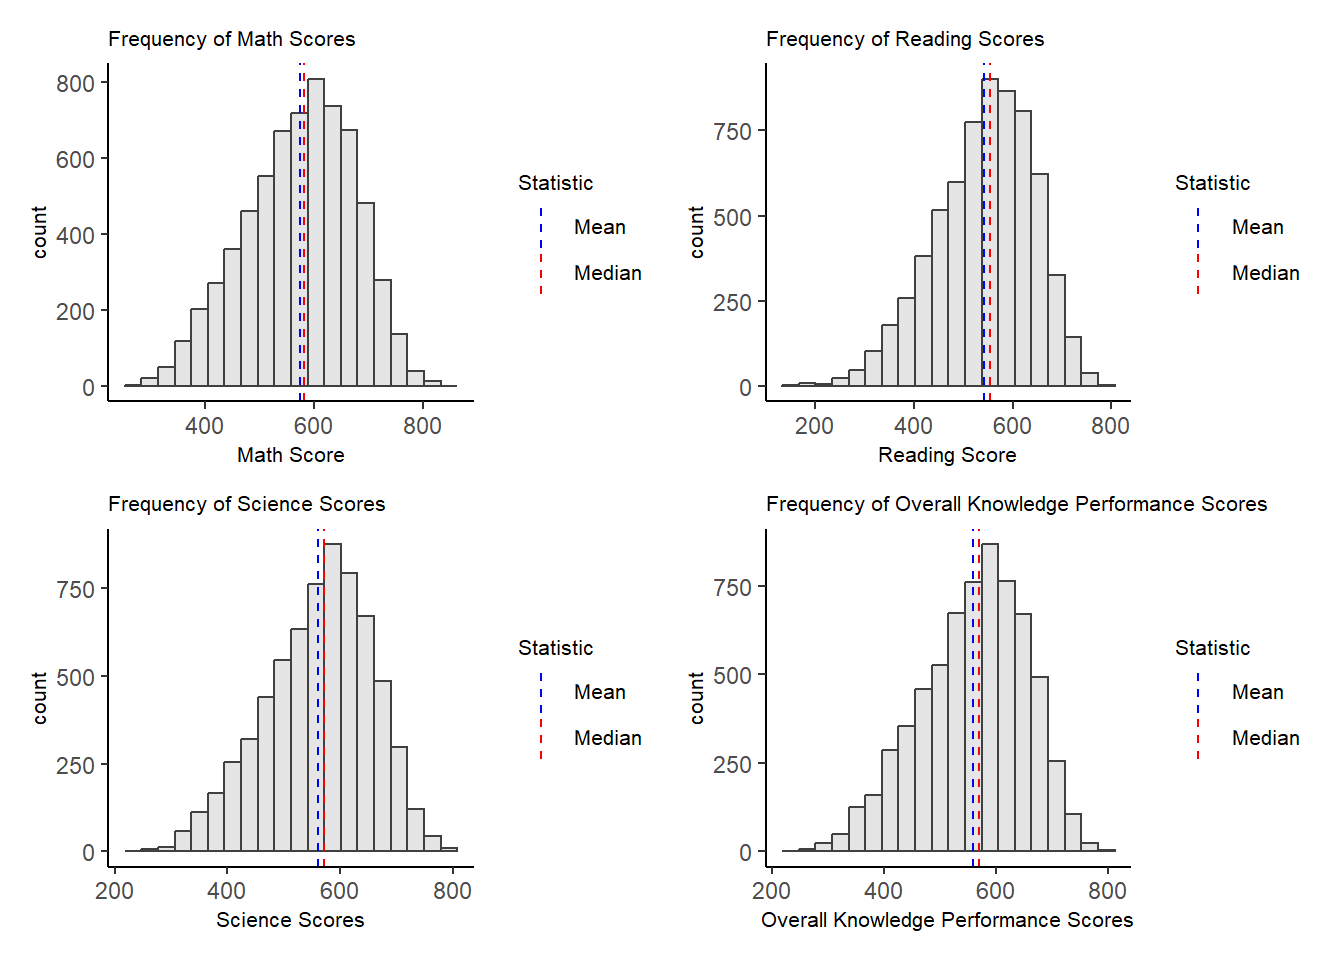 Frequency of Math Scores
800
600
400
200
0
count
400 600 800
Math Score
Statistic
Mean
Median
Frequency of Reading Scores
750
500
250
0
count
200 400 600 800
Reading Score
Statistic
Mean
Median
Frequency of Science Scores
750
500
250
0
count
200 400 600 800
Science Scores
Statistic
Mean
Median
Frequency of Overall Knowledge Performance Scores
750
500
250
0
count
200 400 600 800
Overall Knowledge Performance Scores
Statistic
Mean
Median